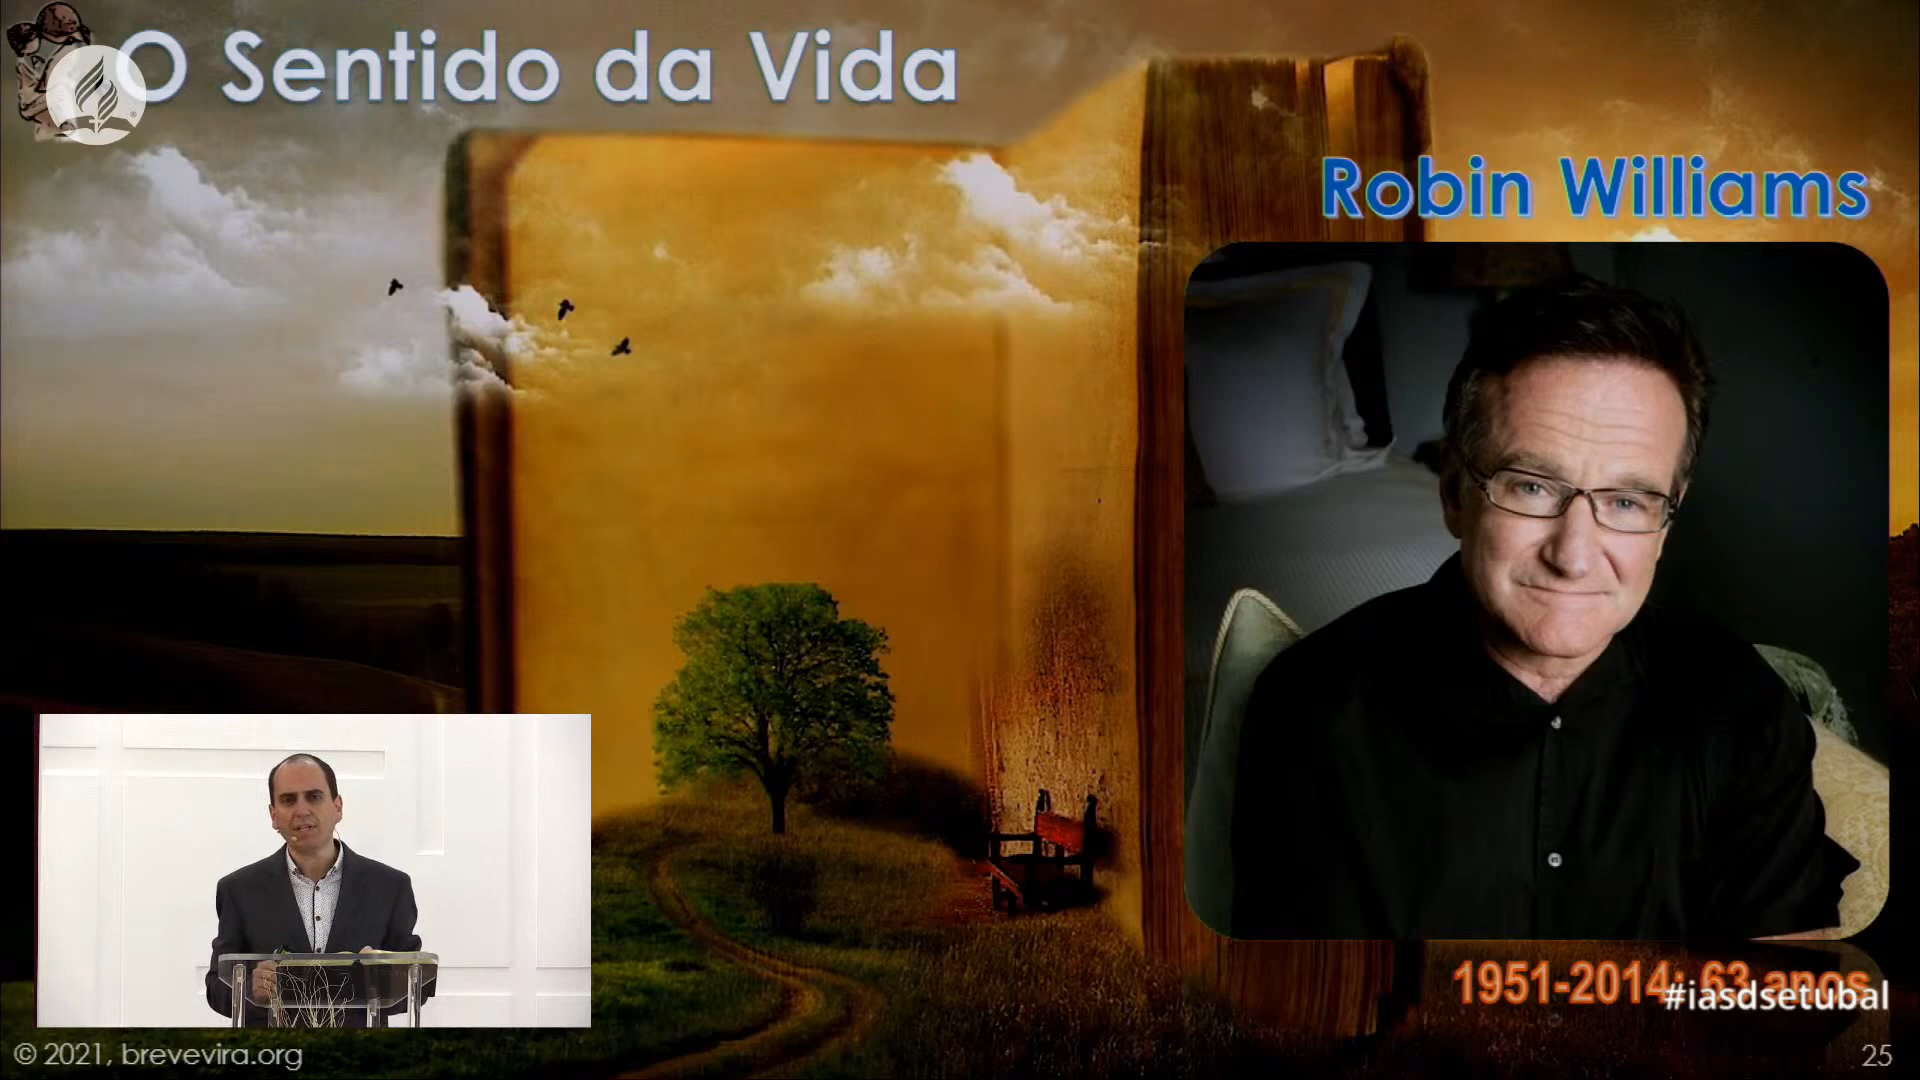 O Sentido da Vida
Robin Williams
1951-2014; 63 anos
#iasdsetubal
© 2021, brevevira.org
25